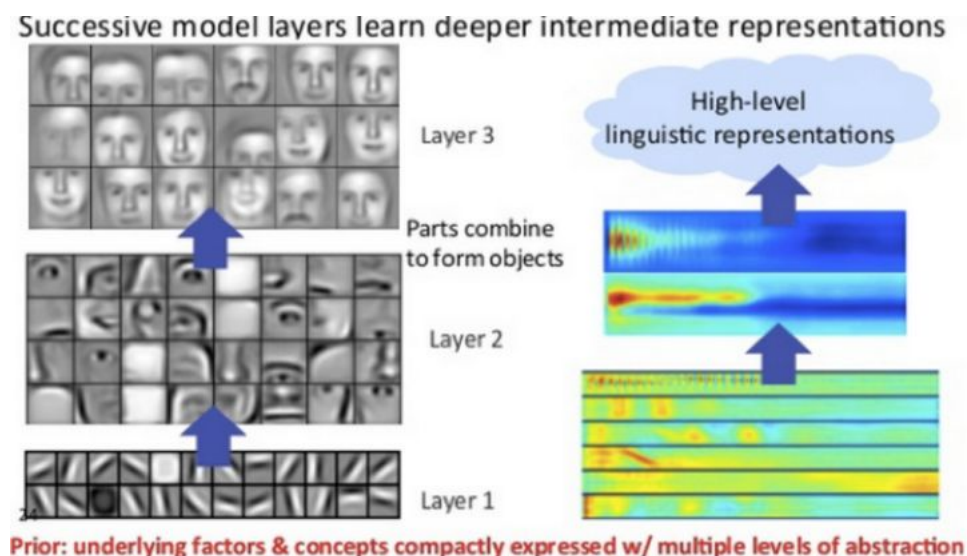 Successive model layers learn deeper intermediate representations
Layer 3
High-level
linguistic representations
Parts combine
to form objects
Layer 2
Layer 1
24
Prior: underlying factors & concepts compactly expressed w/ multiple levels of abstraction